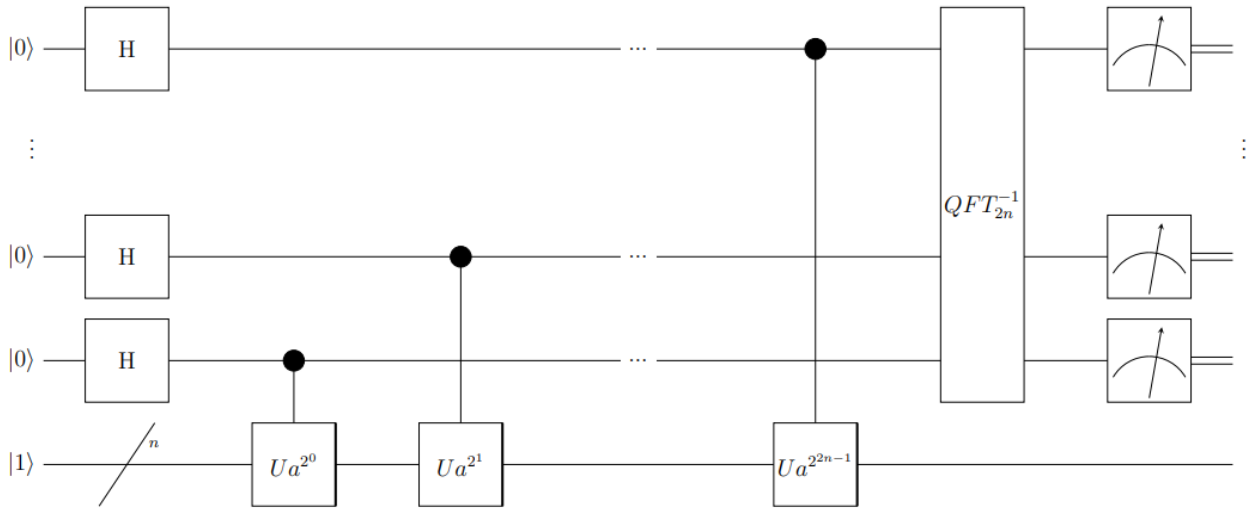 |0⟩ H ...
⋮ ⋮
QFT_{2n}^{-1}
|0⟩ H ...
|0⟩ H ...
|1⟩ n Ua^{2^0} Ua^{2^1} Ua^{2^{2n-1}}